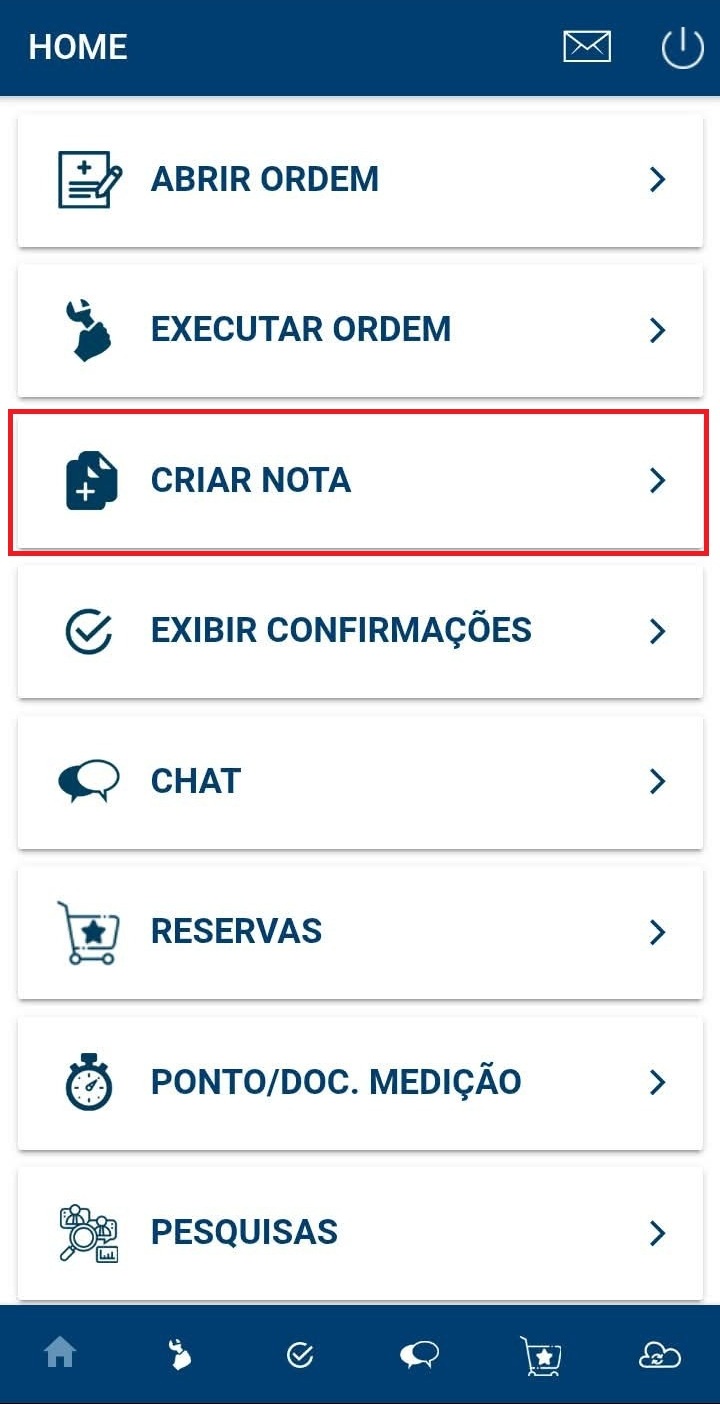 HOME
ABRIR ORDEM
EXECUTAR ORDEM
CRIAR NOTA
EXIBIR CONFIRMAÇÕES
CHAT
RESERVAS
PONTO/DOC. MEDIÇÃO
PESQUISAS